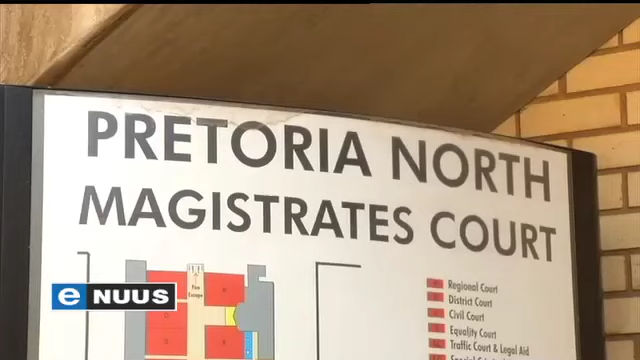 PRETORIA NORTH
MAGISTRATES COURT
Fire
Escape
Regional Court
District Court
Civil Court
Equality Court
Traffic Court & Legal Aid
e NUUS